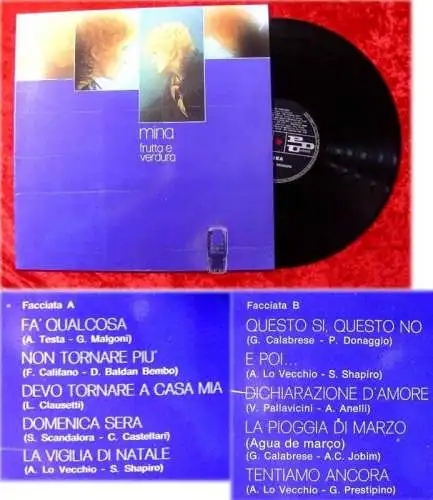 mina
frutta e
verdura
PDU
Facciata A
FA' QUALCOSA
(A. Testa - G. Malgoni)
NON TORNARE PIU'
(F. Califano - D. Baldan Bembo)
DEVO TORNARE A CASA MIA
(L. Clausetti)
DOMENICA SERA
(S. Scandalora - C. Castellari)
LA VIGILIA DI NATALE
(A. Lo Vecchio - S. Shapiro)
Facciata B
QUESTO SI, QUESTO NO
(G. Calabrese - P. Donaggio)
E POI...
(A. Lo Vecchio - S. Shapiro)
DICHIARAZIONE D'AMORE
(V. Pallavicini - A. Anelli)
LA PIOGGIA DI MARZO
(Agua de março)
(G. Calabrese - A.C. Jobim)
TENTIAMO ANCORA
(A. Lo Vecchio - G. Prestipino)